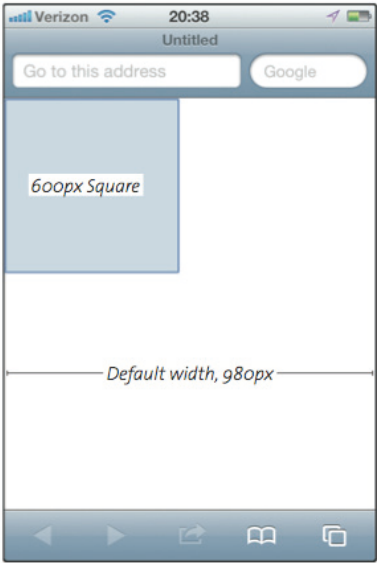 Verizon 20:38
Untitled
Go to this address Google
600px Square
Default width, 980px